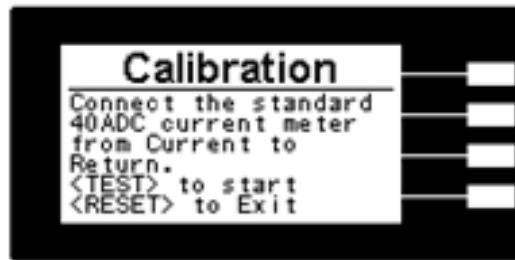 Calibration
Connect the standard
40ADC current meter
from Current to
Return.
<TEST> to start
<RESET> to Exit